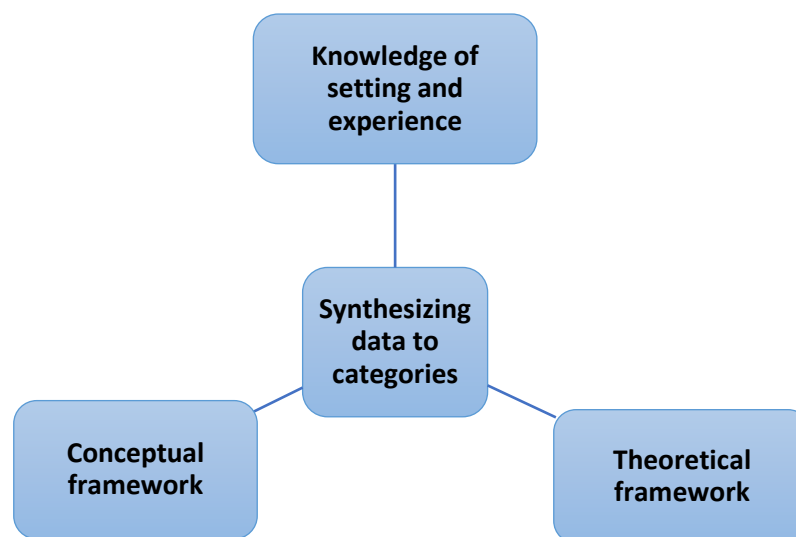 Knowledge of
setting and
experience
Synthesizing
data to
categories
Conceptual
framework
Theoretical
framework